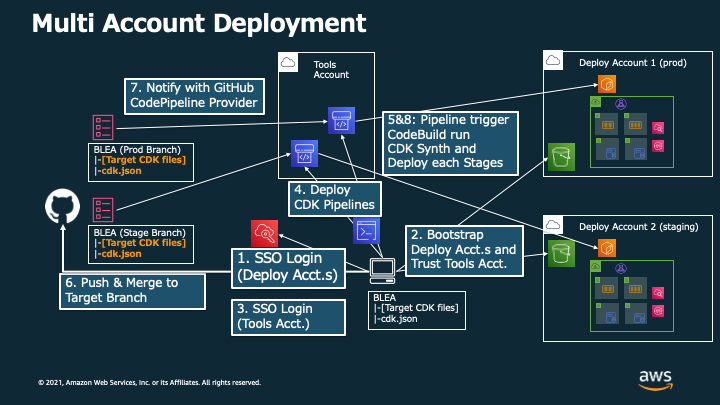 Multi Account Deployment
Tools
Account
Deploy Account 1 (prod)
7. Notify with GitHub
CodePipeline Provider
5&8: Pipeline trigger
CodeBuild run
CDK Synth and
Deploy each Stages
BLEA (Prod Branch)
|-[Target CDK files]
|-cdk.json
4. Deploy
CDK Pipelines
BLEA (Stage Branch)
|-[Target CDK files]
|-cdk.json
Deploy Account 2 (staging)
2. Bootstrap
Deploy Acct.s and
Trust Tools Acct.
1. SSO Login
(Deploy Acct.s)
6. Push & Merge to
Target Branch
3. SSO Login
(Tools Acct.)
BLEA
|-[Target CDK files]
|-cdk.json
© 2021, Amazon Web Services, Inc. or its Affiliates. All rights reserved.
aws